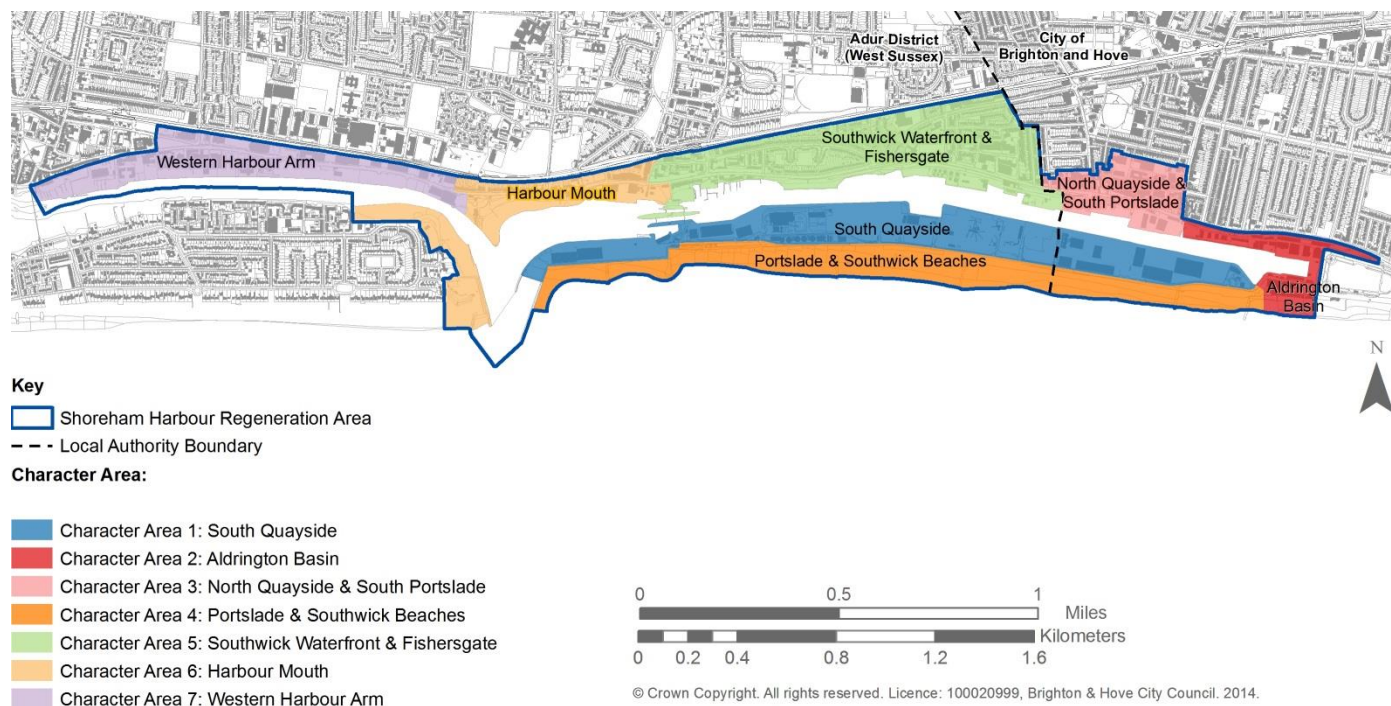 Adur District
(West Sussex)
City of
Brighton and Hove
Western Harbour Arm
Harbour Mouth
Southwick Waterfront &
Fishersgate
North Quayside &
South Portslade
South Quayside
Portslade & Southwick Beaches
Aldrington
Basin
N
Key
Shoreham Harbour Regeneration Area
Local Authority Boundary
Character Area:
Character Area 1: South Quayside
Character Area 2: Aldrington Basin
Character Area 3: North Quayside & South Portslade
Character Area 4: Portslade & Southwick Beaches
Character Area 5: Southwick Waterfront & Fishersgate
Character Area 6: Harbour Mouth
Character Area 7: Western Harbour Arm
0 0.5 1
Miles
Kilometers
0 0.2 0.4 0.8 1.2 1.6
© Crown Copyright. All rights reserved. Licence: 100020999, Brighton & Hove City Council. 2014.